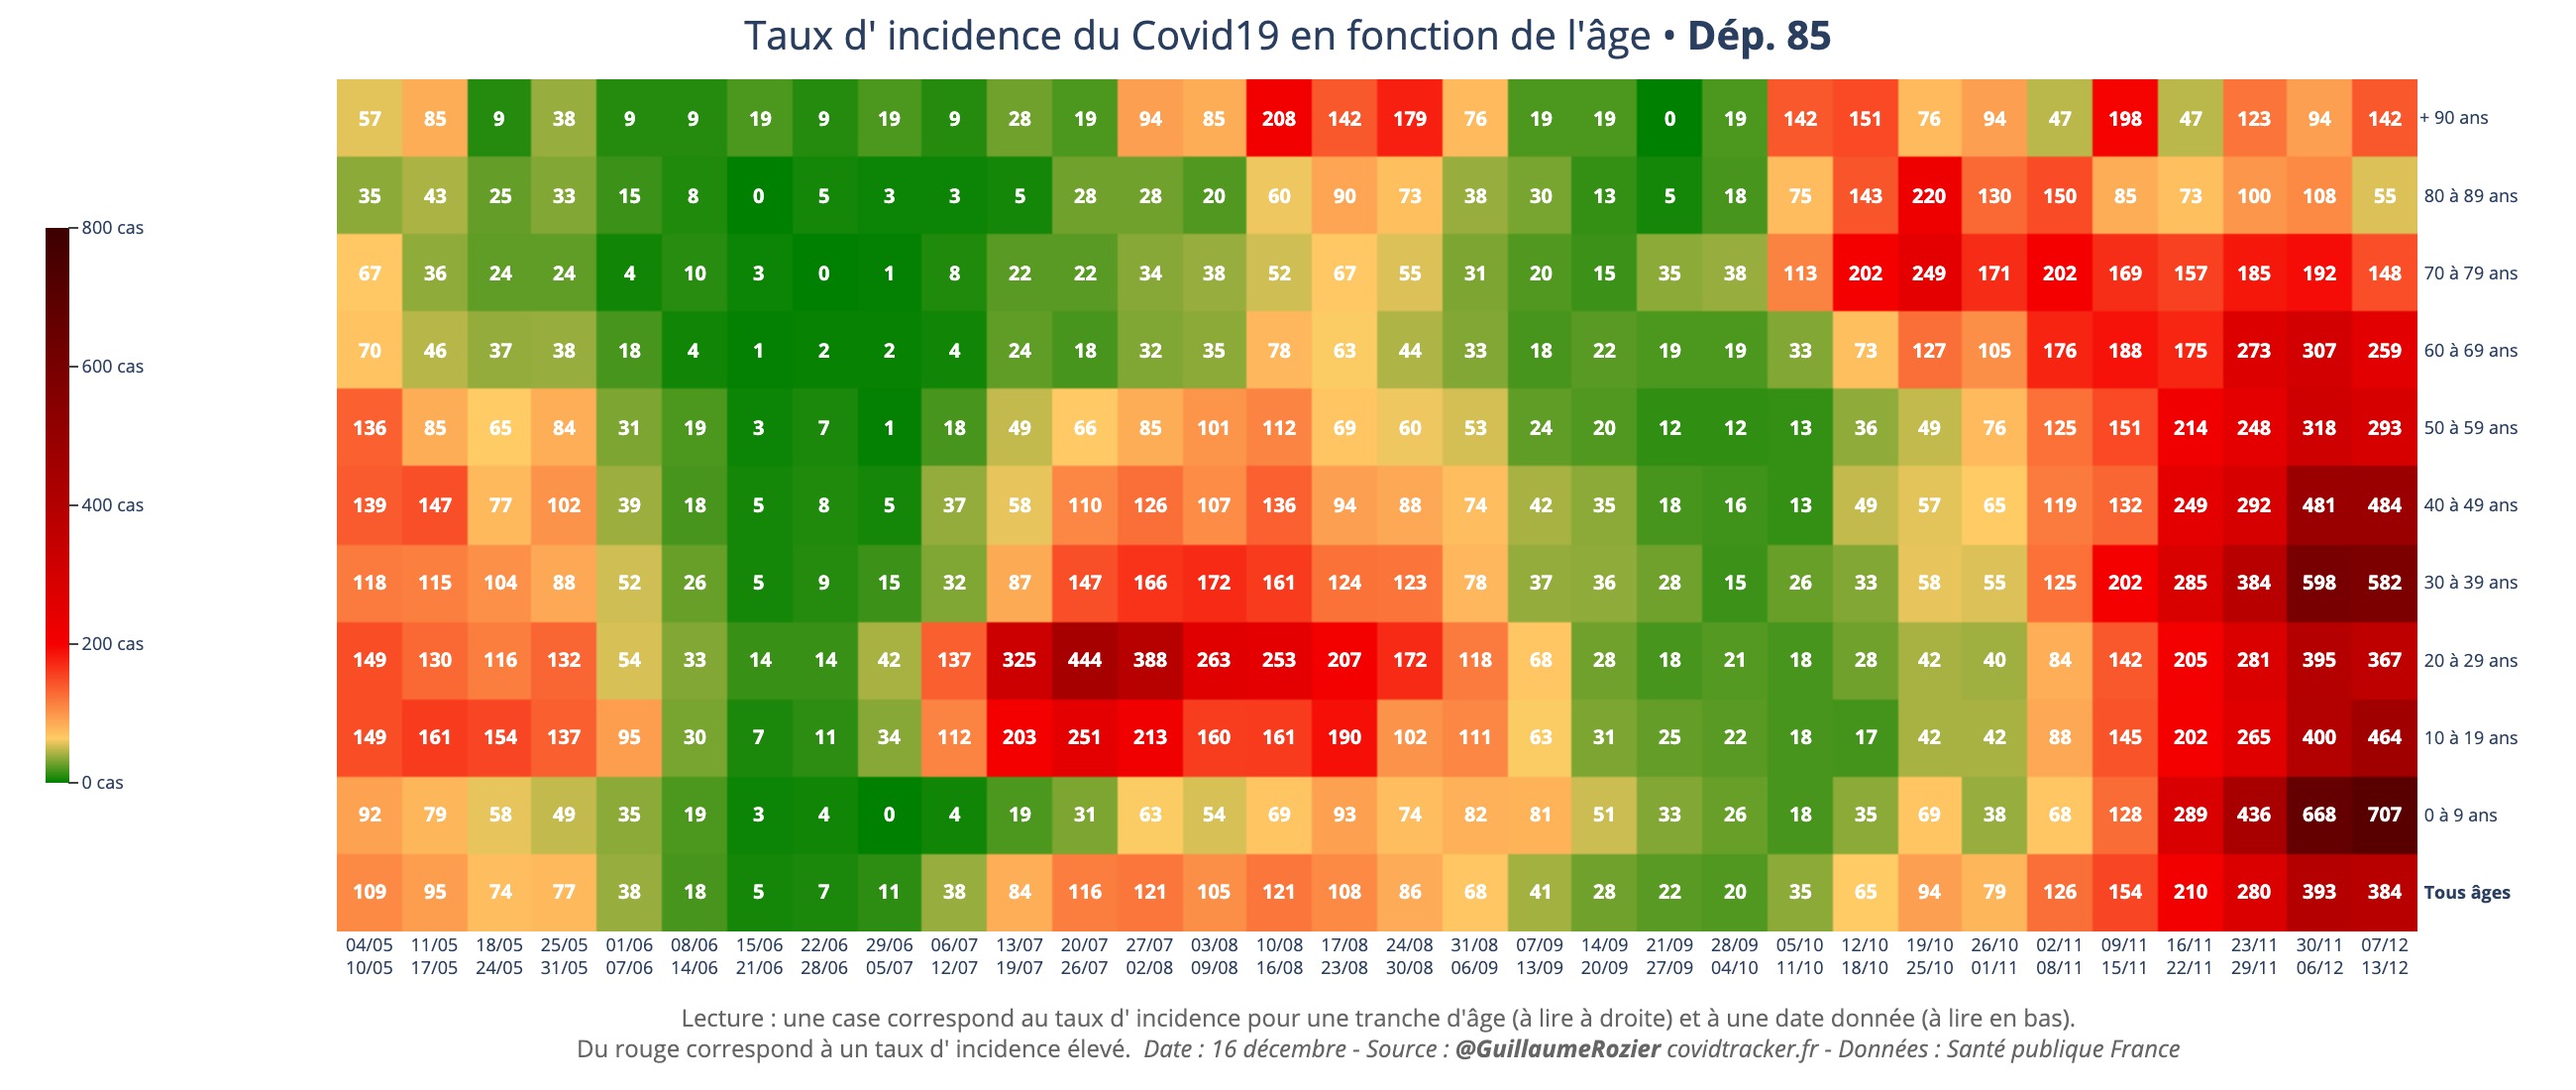 Taux d' incidence du Covid19 en fonction de l'âge • Dép. 85
800 cas
600 cas
400 cas
200 cas
0 cas
57 85 9 38 9 9 19 9 19 9 28 19 94 85 208 142 179 76 19 19 0 19 142 151 76 94 47 198 47 123 94 142 + 90 ans
35 43 25 33 15 8 0 5 3 3 5 28 28 20 60 90 73 38 30 13 5 18 75 143 220 130 150 85 73 100 108 55 80 à 89 ans
67 36 24 24 4 10 3 0 1 8 22 22 34 38 52 67 55 31 20 15 35 38 113 202 249 171 202 169 157 185 192 148 70 à 79 ans
70 46 37 38 18 4 1 2 2 4 24 18 32 35 78 63 44 33 18 22 19 19 33 73 127 105 176 188 175 273 307 259 60 à 69 ans
136 85 65 84 31 19 3 7 1 18 49 66 85 101 112 69 60 53 24 20 12 12 13 36 49 76 125 151 214 248 318 293 50 à 59 ans
139 147 77 102 39 18 5 8 5 37 58 110 126 107 136 94 88 74 42 35 18 16 13 49 57 65 119 132 249 292 481 484 40 à 49 ans
118 115 104 88 52 26 5 9 15 32 87 147 166 172 161 124 123 78 37 36 28 15 26 33 58 55 125 202 285 384 598 582 30 à 39 ans
149 130 116 132 54 33 14 14 42 137 325 444 388 263 253 207 172 118 68 28 18 21 18 28 42 40 84 142 205 281 395 367 20 à 29 ans
149 161 154 137 95 30 7 11 34 112 203 251 213 160 161 190 102 111 63 31 25 22 18 17 42 42 88 145 202 265 400 464 10 à 19 ans
92 79 58 49 35 19 3 4 0 4 19 31 63 54 69 93 74 82 81 51 33 26 18 35 69 38 68 128 289 436 668 707 0 à 9 ans
109 95 74 77 38 18 5 7 11 38 84 116 121 105 121 108 86 68 41 28 22 20 35 65 94 79 126 154 210 280 393 384 Tous âges
04/05 11/05 18/05 25/05 01/06 08/06 15/06 22/06 29/06 06/07 13/07 20/07 27/07 03/08 10/08 17/08 24/08 31/08 07/09 14/09 21/09 28/09 05/10 12/10 19/10 26/10 02/11 09/11 16/11 23/11 30/11 07/12
10/05 17/05 24/05 31/05 07/06 14/06 21/06 28/06 05/07 12/07 19/07 26/07 02/08 09/08 16/08 23/08 30/08 06/09 13/09 20/09 27/09 04/10 11/10 18/10 25/10 01/11 08/11 15/11 22/11 29/11 06/12 13/12
Lecture : une case correspond au taux d' incidence pour une tranche d'âge (à lire à droite) et à une date donnée (à lire en bas).
Du rouge correspond à un taux d' incidence élevé. Date : 16 décembre - Source : @GuillaumeRozier covidtracker.fr - Données : Santé publique France